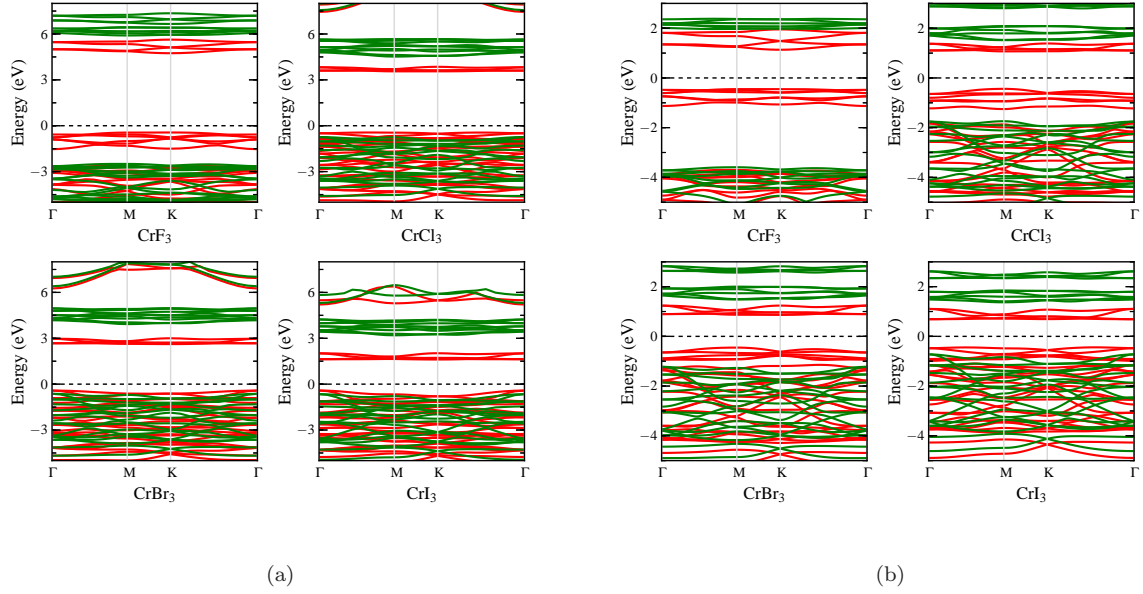 Energy (eV)
6
3
0
−3
Γ
M
K
Γ
CrF3
Energy (eV)
6
3
0
−3
Γ
M
K
Γ
CrCl3
Energy (eV)
2
0
−2
−4
Γ
M
K
Γ
CrF3
Energy (eV)
2
0
−2
−4
Γ
M
K
Γ
CrCl3
Energy (eV)
6
3
0
−3
Γ
M
K
Γ
CrBr3
Energy (eV)
6
3
0
−3
Γ
M
K
Γ
CrI3
Energy (eV)
2
0
−2
−4
Γ
M
K
Γ
CrBr3
Energy (eV)
2
0
−2
−4
Γ
M
K
Γ
CrI3
(a)
(b)